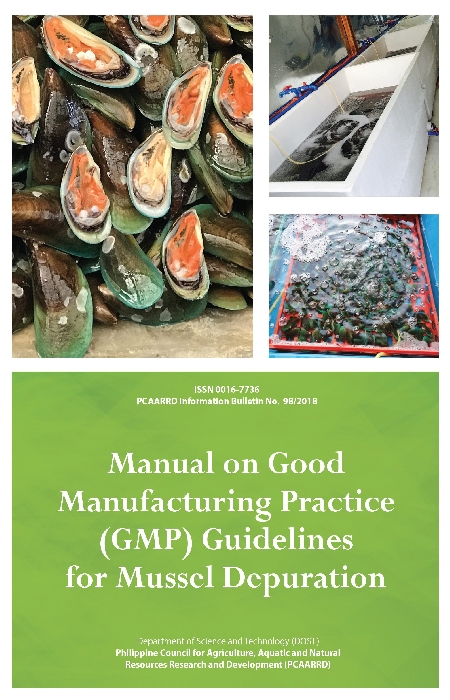 ISSN 0016-7736
PCAARRD Information Bulletin No. 98/2018
Manual on Good
Manufacturing Practice
(GMP) Guidelines
for Mussel Depuration
Department of Science and Technology (DOST)
Philippine Council for Agriculture, Aquatic and Natural
Resources Research and Development (PCAARRD)